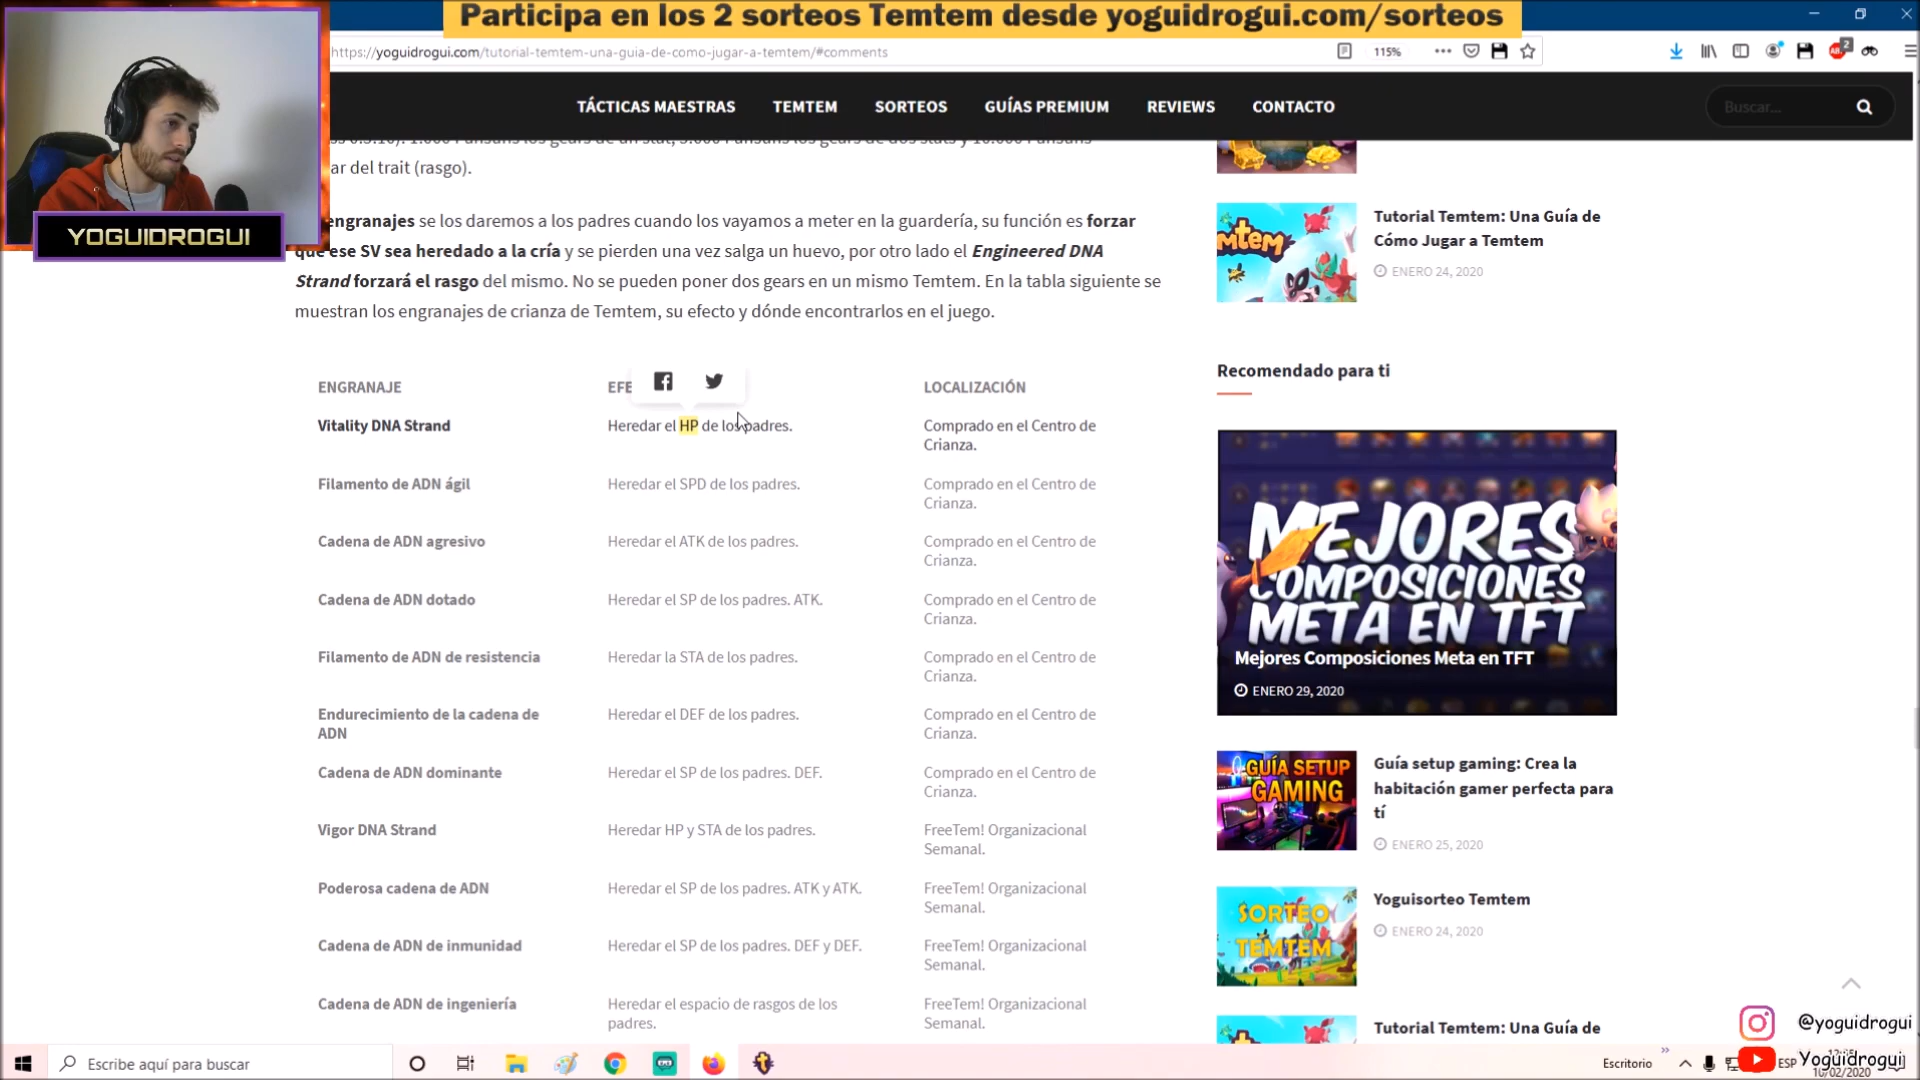 Participa en los 2 sorteos Temtem desde yoguidrogui.com/sorteos
https://yoguidrogui.com/tutorial-temtem-una-guia-de-como-jugar-a-temtem/#comments
115%
2
TÁCTICAS MAESTRAS TEMTEM SORTEOS GUÍAS PREMIUM REVIEWS CONTACTO
Buscar...
YOGUIDROGUI
ar del trait (rasgo).
engranajes se los daremos a los padres cuando los vayamos a meter en la guardería, su función es forzar
que ese SV sea heredado a la cría y se pierden una vez salga un huevo, por otro lado el Engineered DNA
Strand forzará el rasgo del mismo. No se pueden poner dos gears en un mismo Temtem. En la tabla siguiente se
muestran los engranajes de crianza de Temtem, su efecto y dónde encontrarlos en el juego.
ENGRANAJE EFE LOCALIZACIÓN
Vitality DNA Strand Heredar el HP de los padres. Comprado en el Centro de
Crianza.
Filamento de ADN ágil Heredar el SPD de los padres. Comprado en el Centro de
Crianza.
Cadena de ADN agresivo Heredar el ATK de los padres. Comprado en el Centro de
Crianza.
Cadena de ADN dotado Heredar el SP de los padres. ATK. Comprado en el Centro de
Crianza.
Filamento de ADN de resistencia Heredar la STA de los padres. Comprado en el Centro de
Crianza.
Endurecimiento de la cadena de Heredar el DEF de los padres. Comprado en el Centro de
ADN Crianza.
Cadena de ADN dominante Heredar el SP de los padres. DEF. Comprado en el Centro de
Crianza.
Vigor DNA Strand Heredar HP y STA de los padres. FreeTem! Organizacional
Semanal.
Poderosa cadena de ADN Heredar el SP de los padres. ATK y ATK. FreeTem! Organizacional
Semanal.
Cadena de ADN de inmunidad Heredar el SP de los padres. DEF y DEF. FreeTem! Organizacional
Semanal.
Cadena de ADN de ingeniería Heredar el espacio de rasgos de los FreeTem! Organizacional
padres. Semanal.
mtem
Tutorial Temtem: Una Guía de
Cómo Jugar a Temtem
ENERO 24, 2020
Recomendado para ti
MEJORES
COMPOSICIONES
META EN TFT
Mejores Composiciones Meta en TFT
ENERO 29, 2020
GUÍA SETUP
GAMING
Guía setup gaming: Crea la
habitación gamer perfecta para
tí
ENERO 25, 2020
SORTEO
TEMTEM
Yoguisorteo Temtem
ENERO 24, 2020
Tutorial Temtem: Una Guía de
@yoguidrogui
Yoguidrogui
Escribe aquí para buscar
Escritorio
ESP
10/02/2020